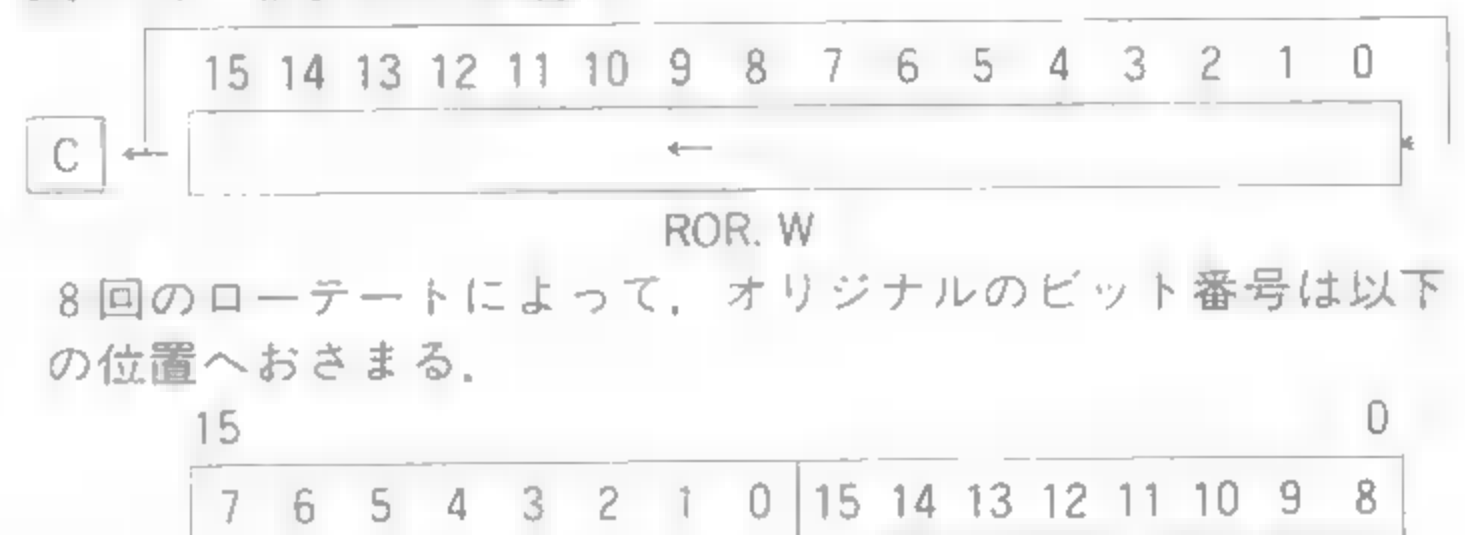 15 14 13 12 11 10 9 8 7 6 5 4 3 2 1 0
C
ROR. W
8回のローテートによって，オリジナルのビット番号は以下
の位置へおさまる．
15 0
7 6 5 4 3 2 1 0 15 14 13 12 11 10 9 8